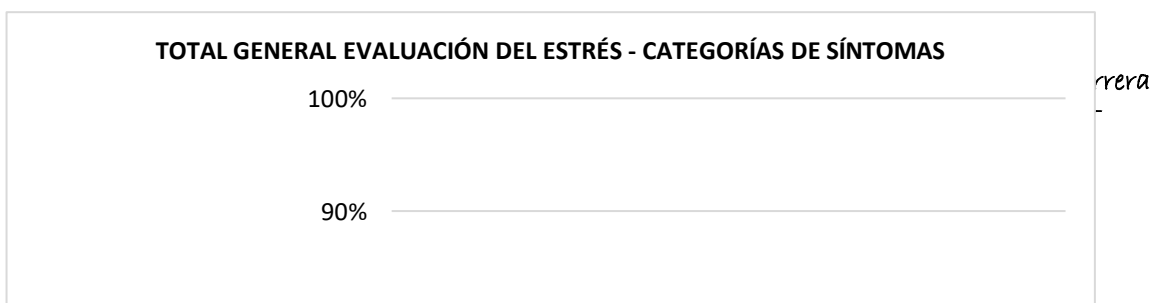 TOTAL GENERAL EVALUACIÓN DEL ESTRÉS - CATEGORÍAS DE SÍNTOMAS
100%
90%